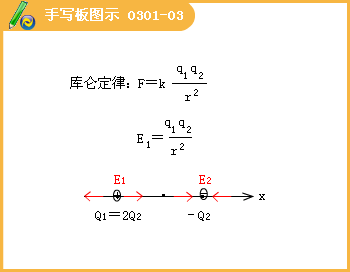 手写板图示 0301-03
库仑定律：F＝k q₁q₂/r²
E₁＝q₁q₂/r²
E1 E2
x
Q1＝2Q2 －Q2